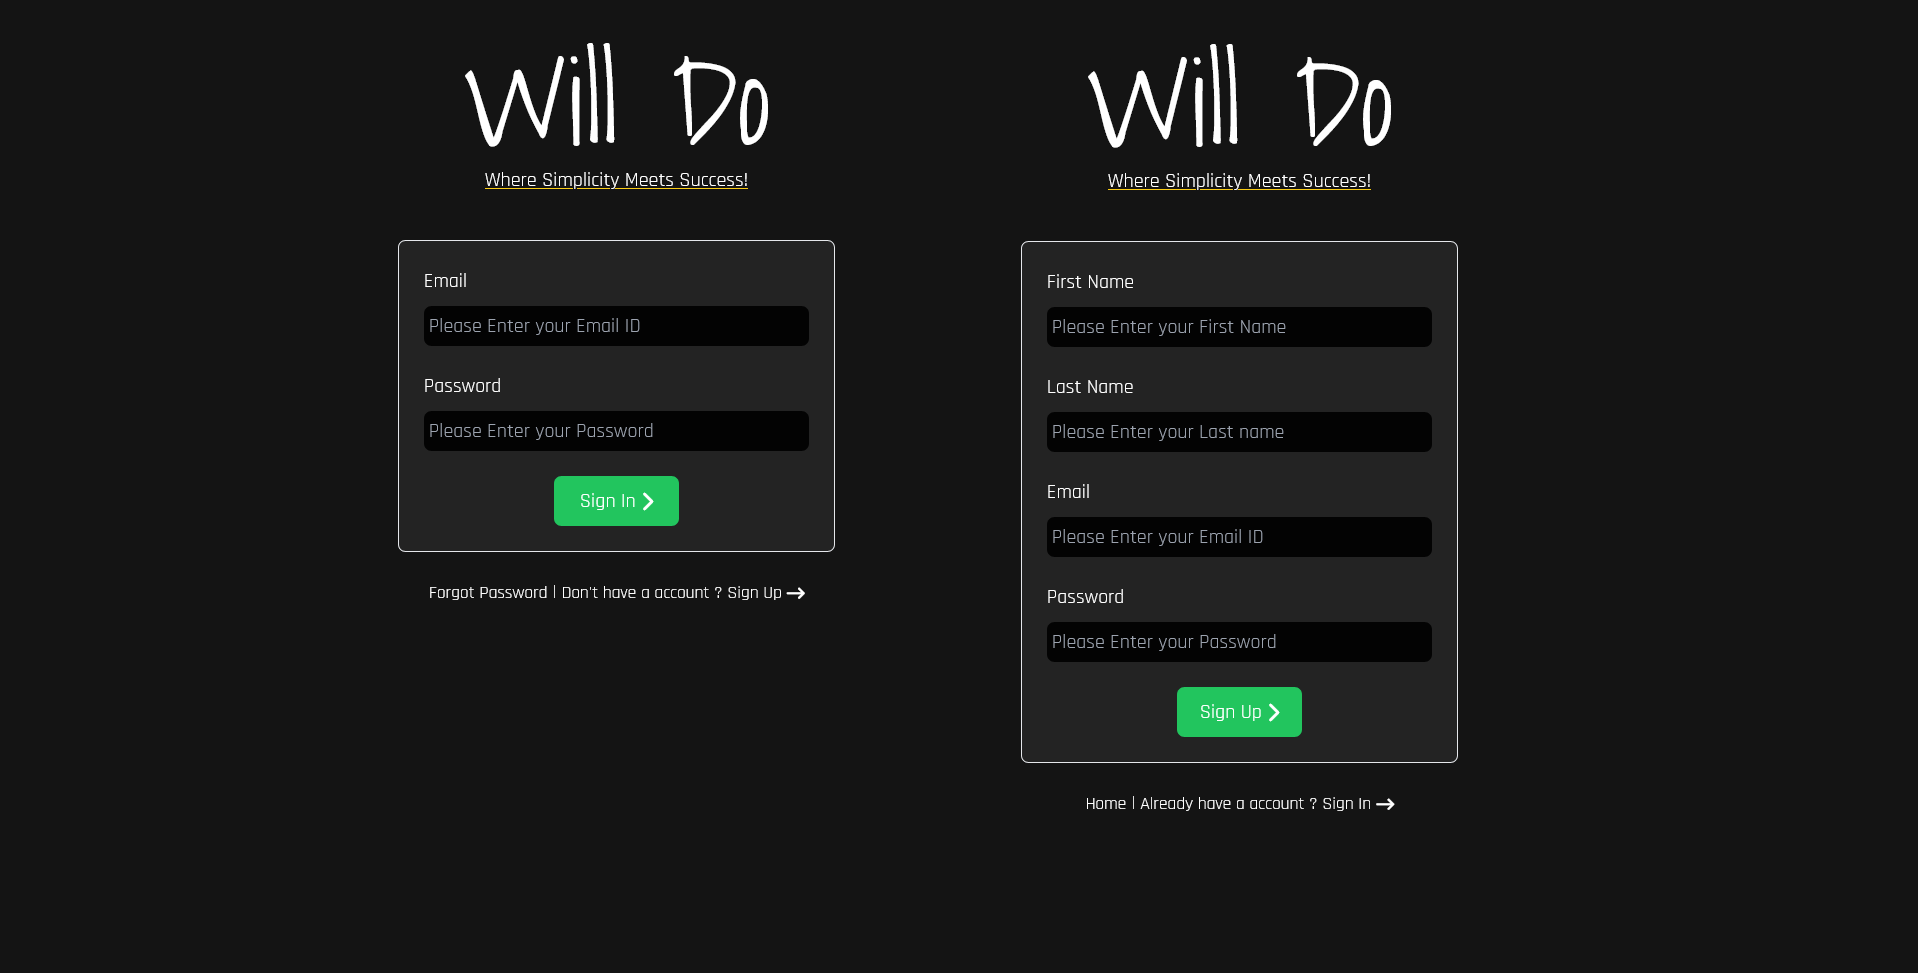 Will Do
Where Simplicity Meets Success!
Email
Please Enter your Email ID
Password
Please Enter your Password
Sign In
Forgot Password | Don't have a account ? Sign Up
Will Do
Where Simplicity Meets Success!
First Name
Please Enter your First Name
Last Name
Please Enter your Last name
Email
Please Enter your Email ID
Password
Please Enter your Password
Sign Up
Home | Already have a account ? Sign In